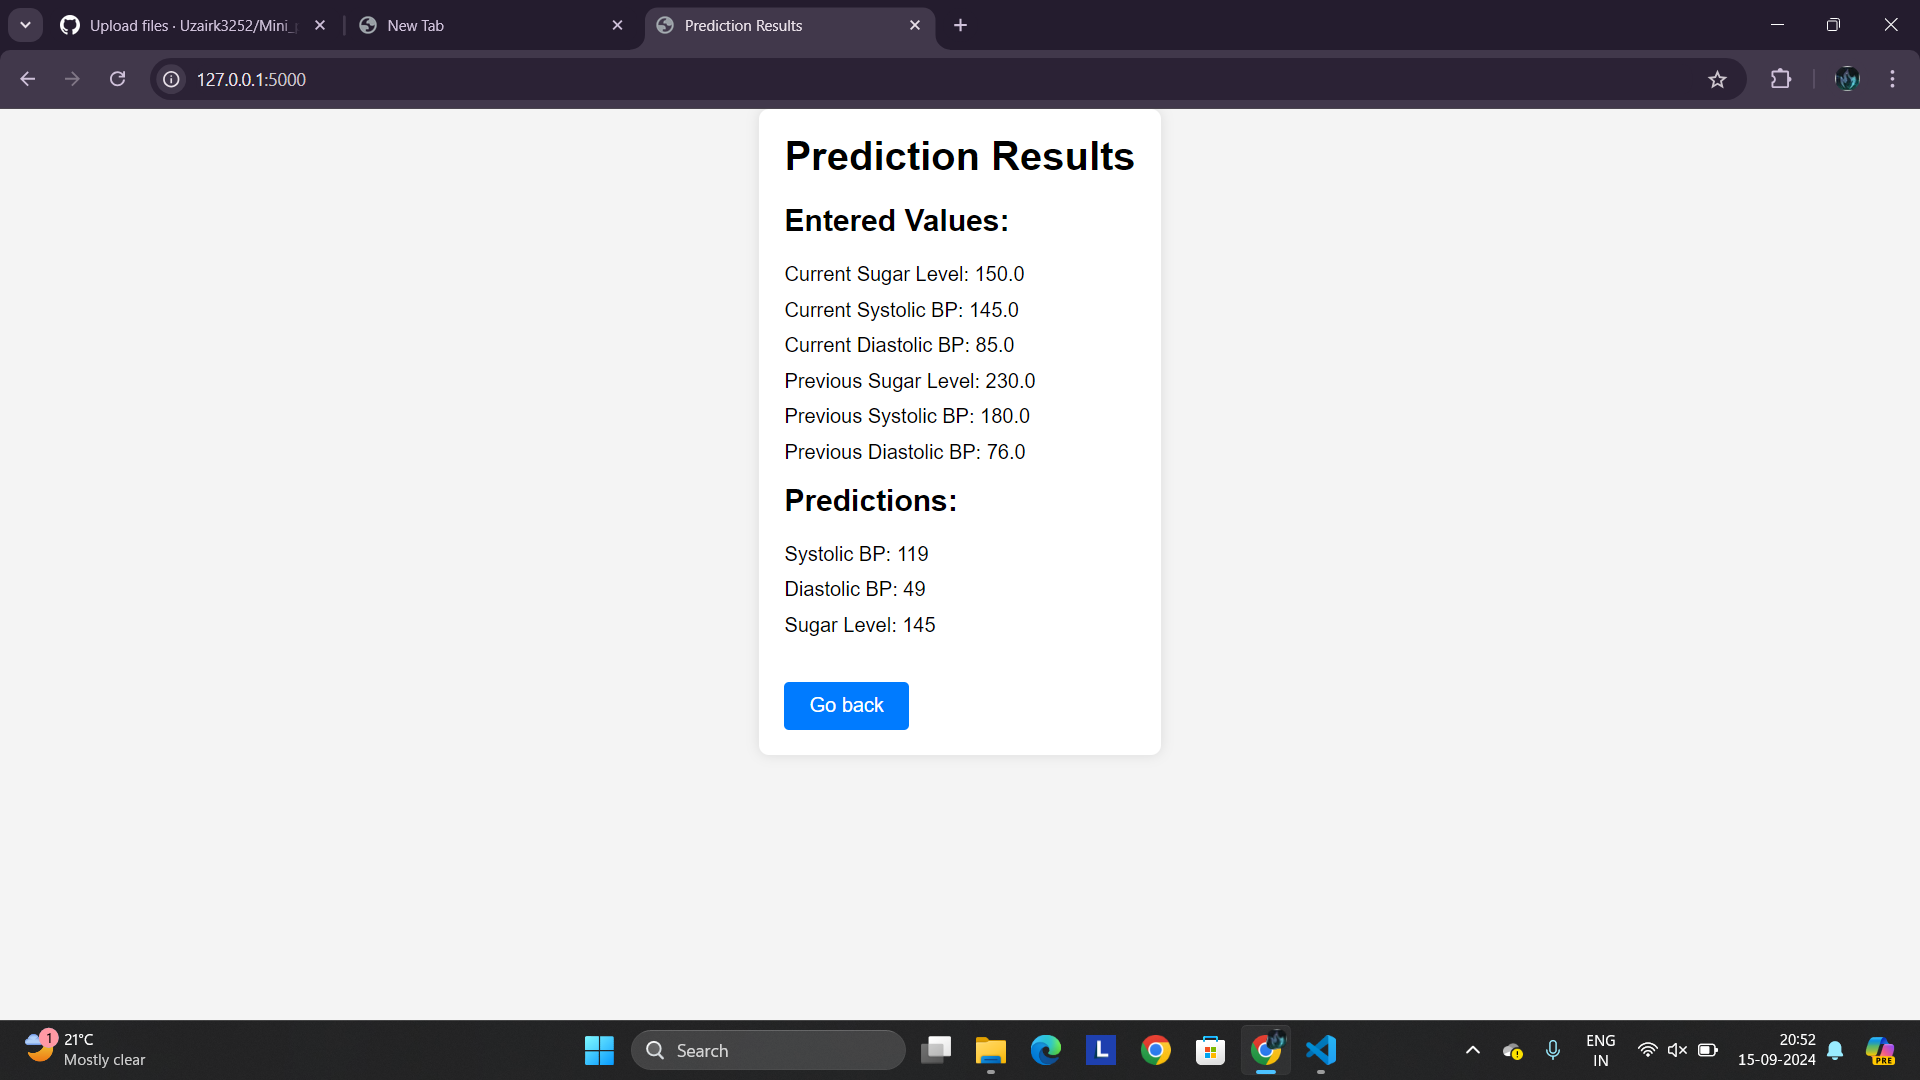 Upload files · Uzairk3252/Mini_
New Tab
Prediction Results
127.0.0.1:5000
Prediction Results
Entered Values:
Current Sugar Level: 150.0
Current Systolic BP: 145.0
Current Diastolic BP: 85.0
Previous Sugar Level: 230.0
Previous Systolic BP: 180.0
Previous Diastolic BP: 76.0
Predictions:
Systolic BP: 119
Diastolic BP: 49
Sugar Level: 145
Go back
1
21°C
Mostly clear
Search
L
ENG
IN
20:52
15-09-2024
PRE